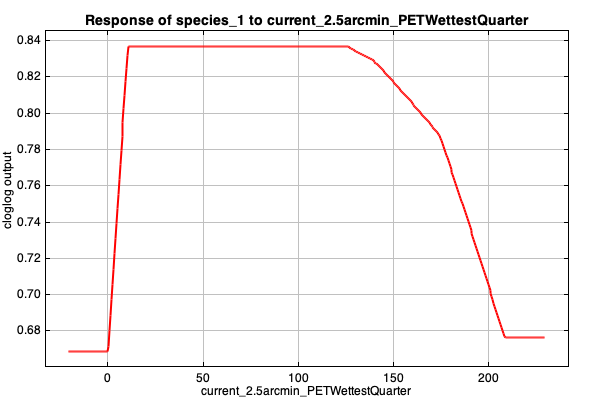 Response of species_1 to current_2.5arcmin_PETWettestQuarter
cloglog output
0.84
0.82
0.80
0.78
0.76
0.74
0.72
0.70
0.68
0 50 100 150 200
current_2.5arcmin_PETWettestQuarter